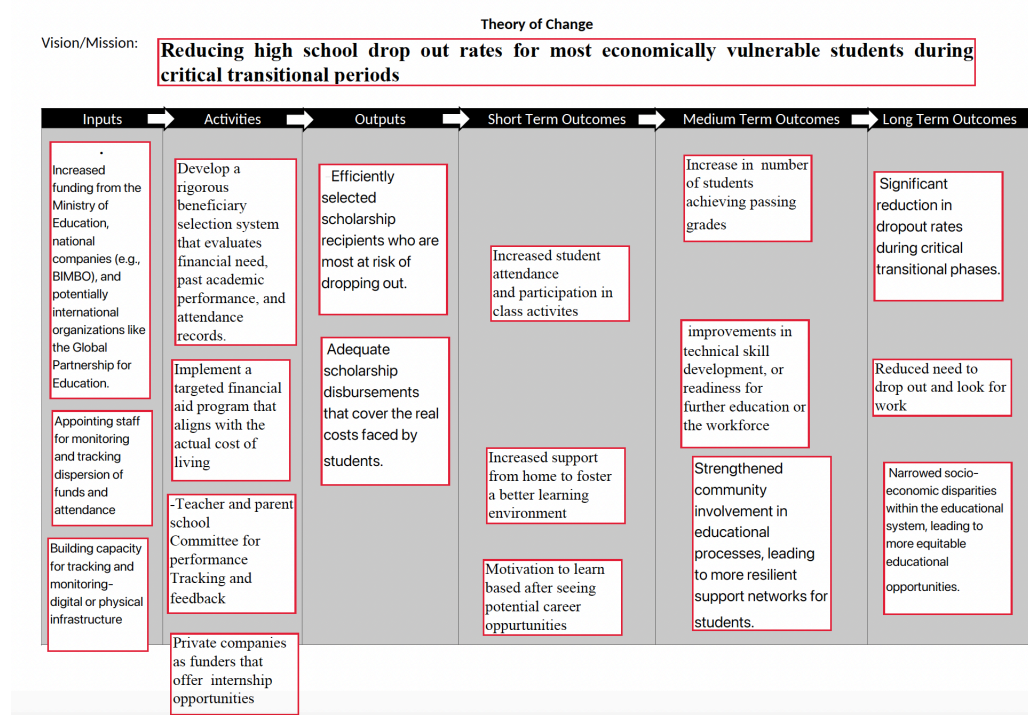 Theory of Change
Vision/Mission:
Reducing high school drop out rates for most economically vulnerable students during
critical transitional periods
Inputs
Activities
Outputs
Short Term Outcomes
Medium Term Outcomes
Long Term Outcomes
•
Increased
funding from the
Ministry of
Education,
national
companies (e.g.,
BIMBO), and
potentially
international
organizations like
the Global
Partnership for
Education.
Appointing staff
for monitoring
and tracking
dispersion of
funds and
attendance
Building capacity
for tracking and
monitoring-
digital or physical
infrastructure
Develop a
rigorous
beneficiary
selection system
that evaluates
financial need,
past academic
performance, and
attendance
records.
Implement a
targeted financial
aid program that
aligns with the
actual cost of
living
-Teacher and parent
school
Committee for
performance
Tracking and
feedback
Private companies
as funders that
offer internship
opportunities
Efficiently
selected
scholarship
recipients who are
most at risk of
dropping out.
Adequate
scholarship
disbursements
that cover the real
costs faced by
students.
Increased student
attendance
and participation in
class activites
Increased support
from home to foster
a better learning
environment
Motivation to learn
based after seeing
potential career
oppurtunities
Increase in number
of students
achieving passing
grades
improvements in
technical skill
development, or
readiness for
further education or
the workforce
Strengthened
community
involvement in
educational
processes, leading
to more resilient
support networks for
students.
Significant
reduction in
dropout rates
during critical
transitional phases.
Reduced need to
drop out and look for
work
Narrowed socio-
economic disparities
within the educational
system, leading to
more equitable
educational
opportunities.